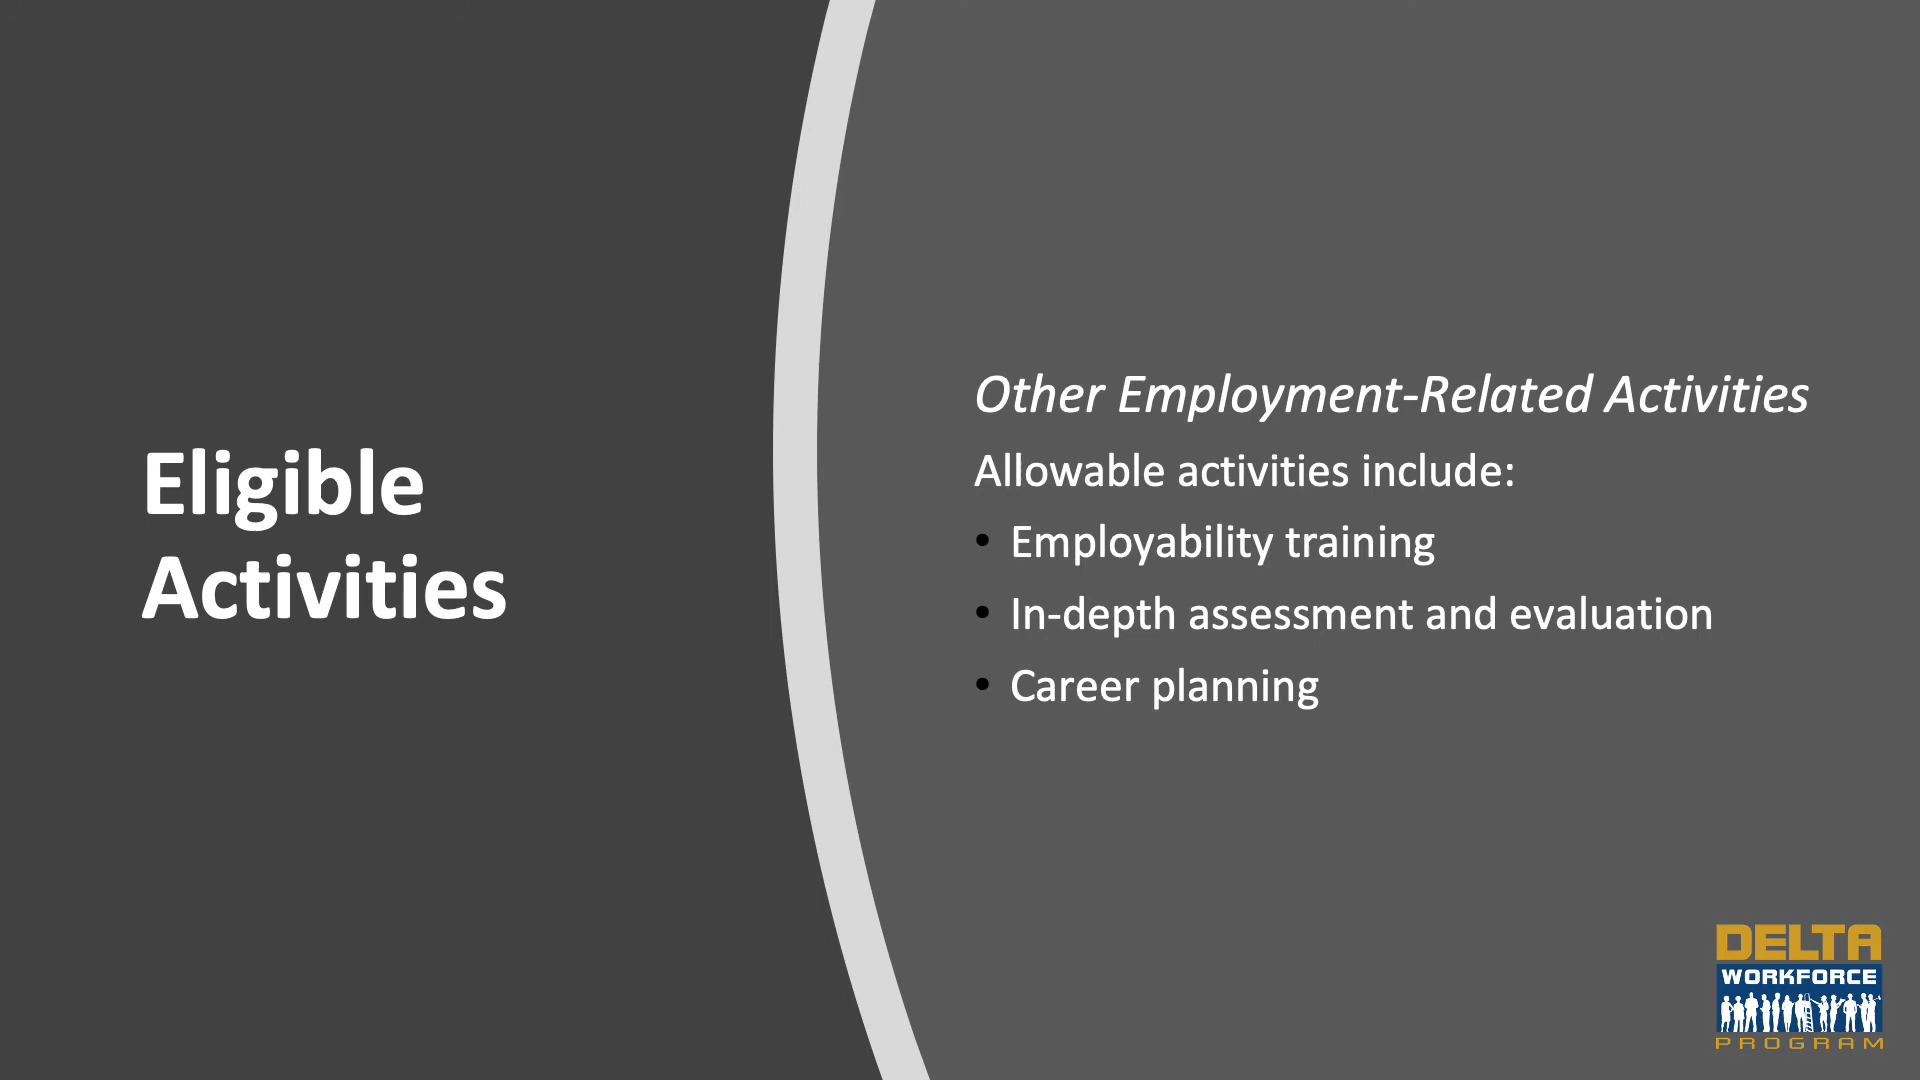 Eligible
Activities
Other Employment-Related Activities
Allowable activities include:
• Employability training
• In-depth assessment and evaluation
• Career planning
DELTA
WORKFORCE
PROGRAM